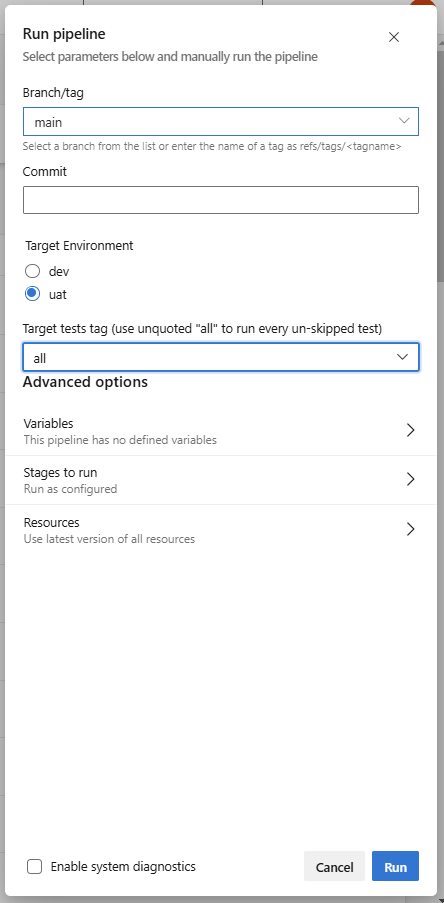 Run pipeline
Select parameters below and manually run the pipeline
Branch/tag
main
Select a branch from the list or enter the name of a tag as refs/tags/<tagname>
Commit
Target Environment
dev
uat
Target tests tag (use unquoted "all" to run every un-skipped test)
all
Advanced options
Variables
This pipeline has no defined variables
Stages to run
Run as configured
Resources
Use latest version of all resources
Enable system diagnostics
Cancel
Run